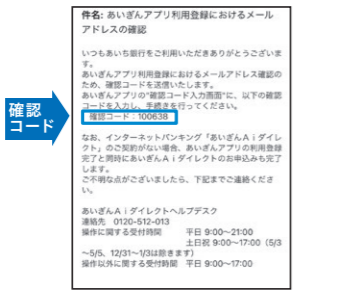 件名: あいぎんアプリ利用登録におけるメール
アドレスの確認
いつもあいち銀行をご利用いただきありがとうございま
す。
あいぎんアプリ利用登録におけるメールアドレス確認の
ため、確認コードを送信いたします。
あいぎんアプリの"確認コード入力画面"に、以下の確認
コードを入力し、手続きを行ってください。
確認コード：100638
確認
コード
なお、インターネットバンキング「あいぎんＡｉダイレ
クト」のご契約がない場合、あいぎんアプリの利用登録
完了と同時にあいぎんＡｉダイレクトのお申込みも完了
します。
ご不明な点がございましたら、下記までご連絡くださ
い。
あいぎんＡｉダイレクトヘルプデスク
連絡先　0120-512-013
操作に関する受付時間　　平日 9:00～21:00
土日祝 9:00～17:00（5/3
～5/5、12/31～1/3は除きます）
操作以外に関する受付時間　平日 9:00～17:00